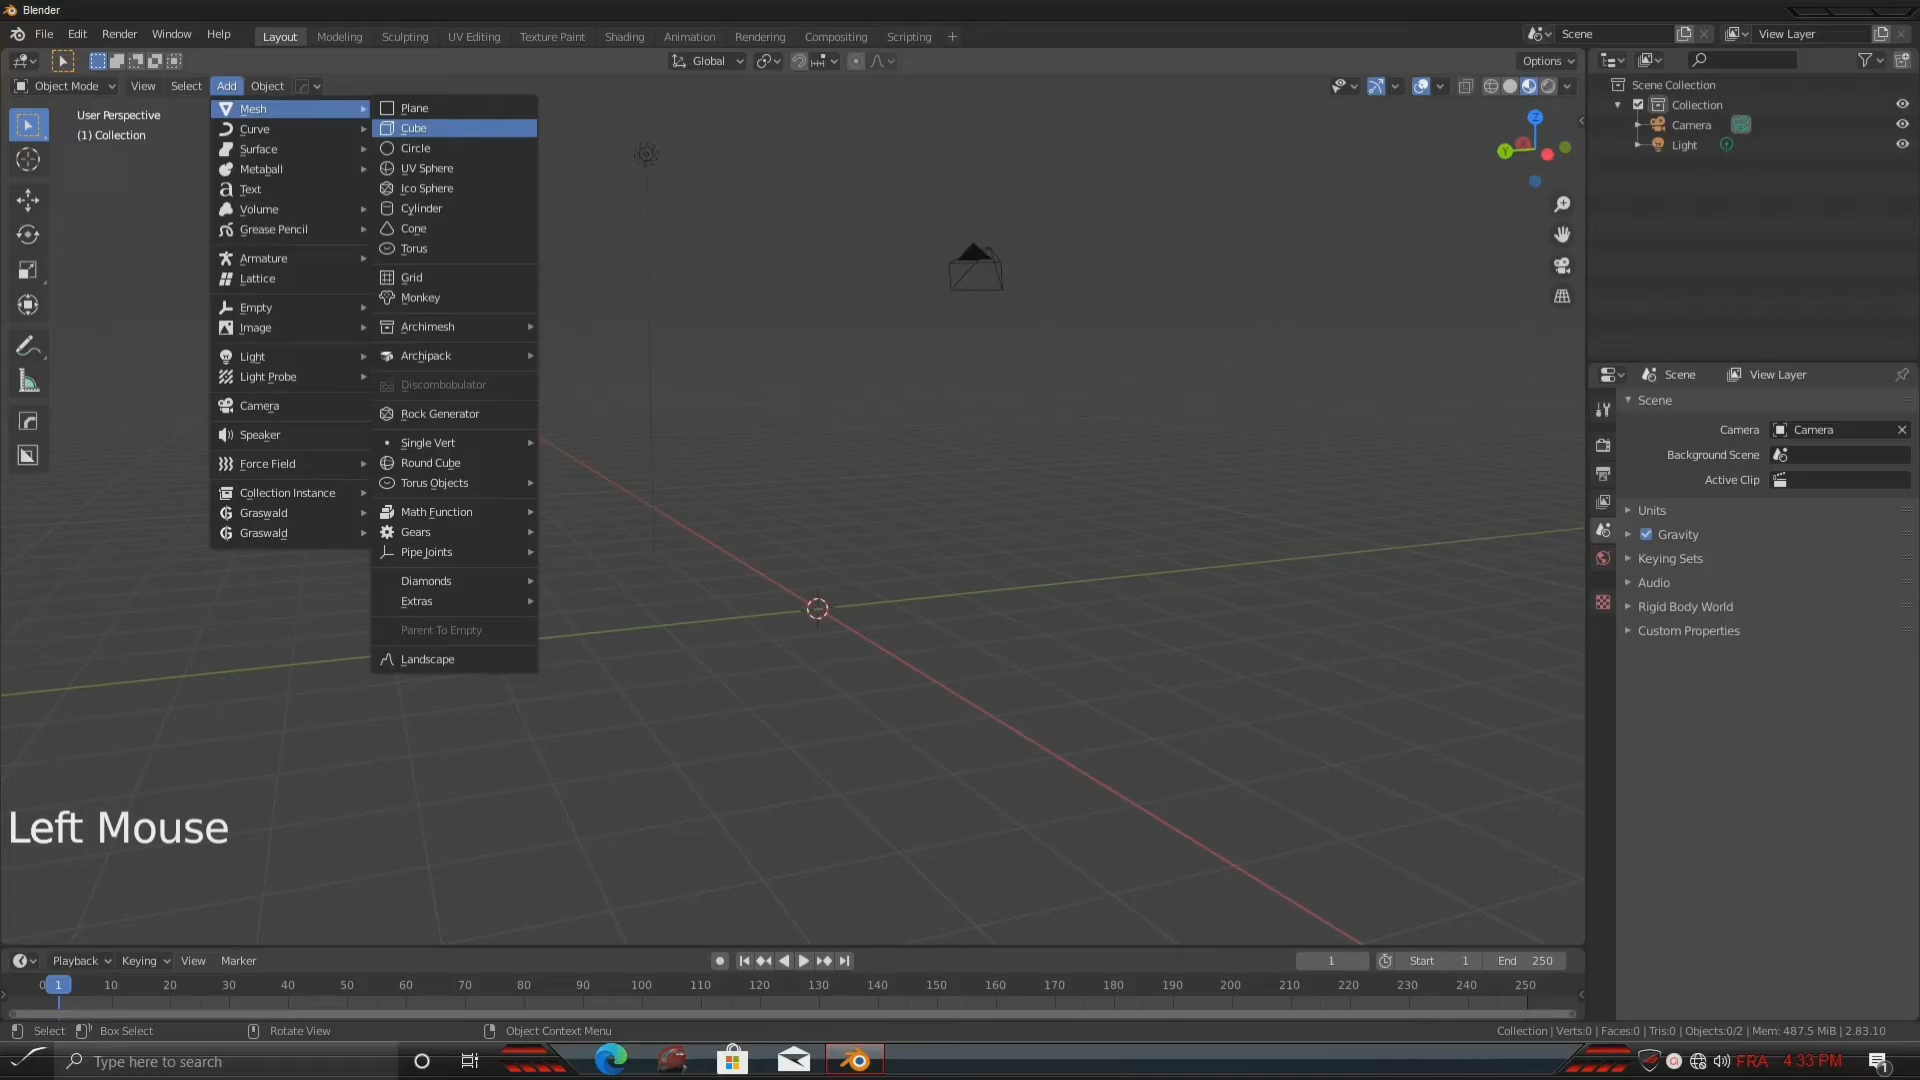 Blender
File Edit Render Window Help Layout Modeling Sculpting UV Editing Texture Paint Shading Animation Rendering Compositing Scripting + Scene View Layer
Global Options
Object Mode View Select Add Object
User Perspective
(1) Collection
Mesh
Curve
Surface
Metaball
Text
Volume
Grease Pencil
Armature
Lattice
Empty
Image
Light
Light Probe
Camera
Speaker
Force Field
Collection Instance
Graswald
Graswald
Plane
Cube
Circle
UV Sphere
Ico Sphere
Cylinder
Cone
Torus
Grid
Monkey
Archimesh
Archipack
Discombobulator
Rock Generator
Single Vert
Round Cube
Torus Objects
Math Function
Gears
Pipe Joints
Diamonds
Extras
Parent To Empty
Landscape
Z
Y
X
Scene Collection
Collection
Camera
Light
Scene View Layer
Scene
Camera Camera
Background Scene
Active Clip
Units
Gravity
Keying Sets
Audio
Rigid Body World
Custom Properties
Left Mouse
Playback Keying View Marker 1 Start 1 End 250
0 1 10 20 30 40 50 60 70 80 90 100 110 120 130 140 150 160 170 180 190 200 210 220 230 240 250
Select Box Select Rotate View Object Context Menu Collection | Verts:0 | Faces:0 | Tris:0 | Objects:0/2 | Mem: 487.5 MiB | 2.83.10
Type here to search FRA 4:33 PM 1